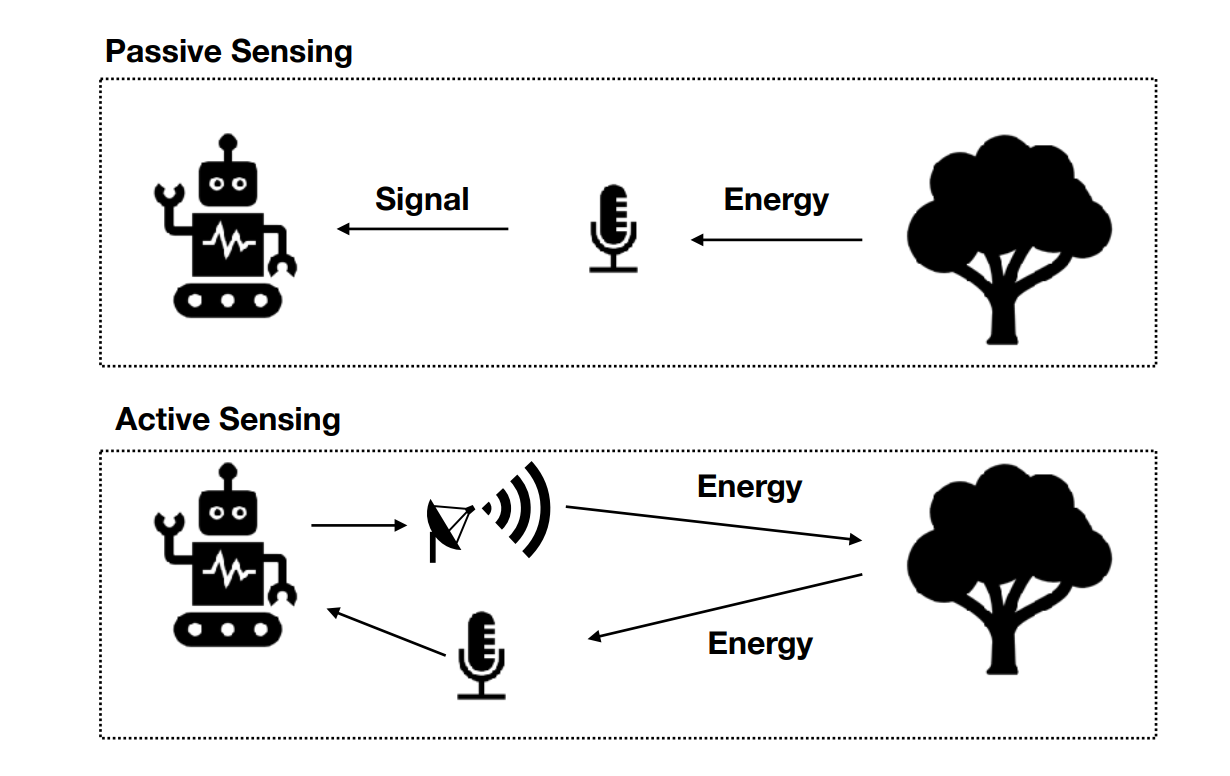 Passive Sensing
Signal
Energy
Active Sensing
Energy
Energy